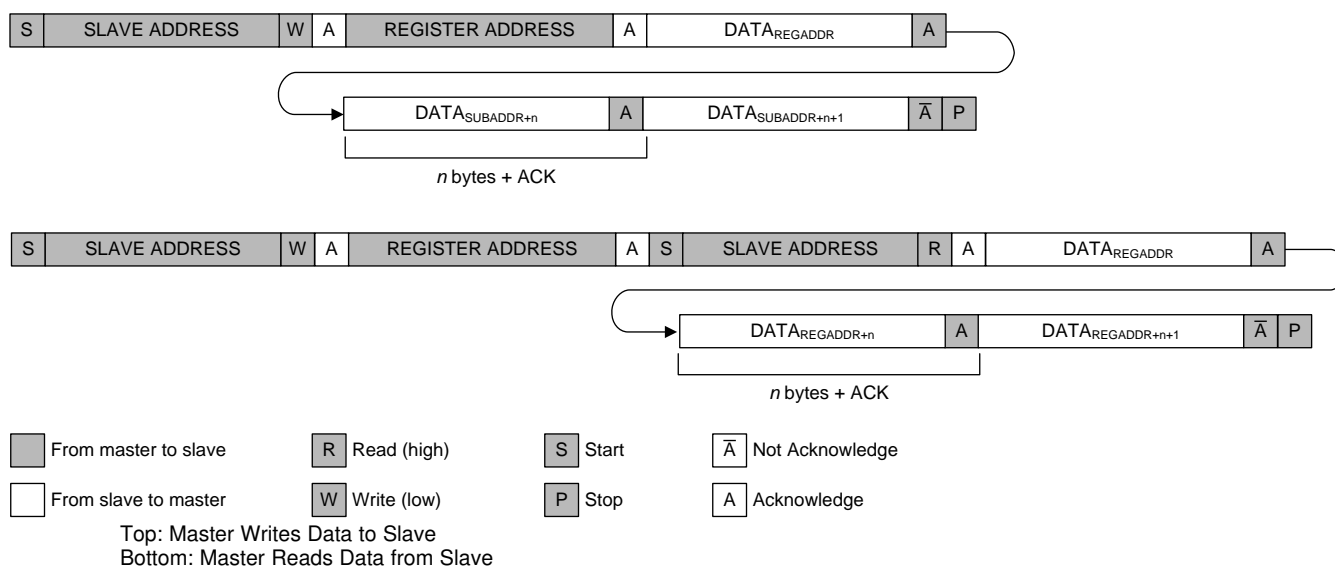 S SLAVE ADDRESS W A REGISTER ADDRESS A DATAREGADDR A
DATASUBADDR+n A DATASUBADDR+n+1 A̅ P
n bytes + ACK
S SLAVE ADDRESS W A REGISTER ADDRESS A S SLAVE ADDRESS R A DATAREGADDR A
DATAREGADDR+n A DATAREGADDR+n+1 A̅ P
n bytes + ACK
From master to slave R Read (high) S Start A̅ Not Acknowledge
From slave to master W Write (low) P Stop A Acknowledge
Top: Master Writes Data to Slave
Bottom: Master Reads Data from Slave